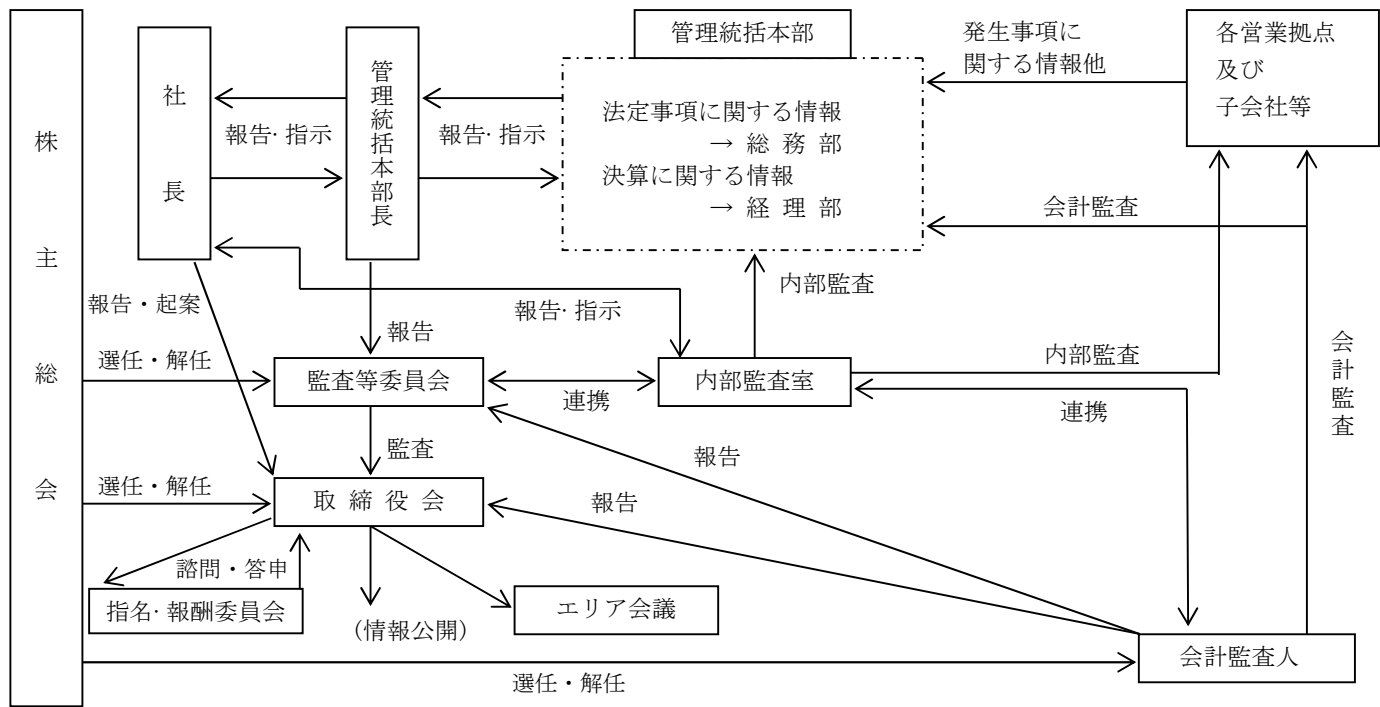 株主総会
社長
管理統括本部長
管理統括本部
法定事項に関する情報
→ 総務部
決算に関する情報
→ 経理部
発生事項に
関する情報他
各営業拠点
及び
子会社等
報告・指示
報告・指示
会計監査
内部監査
報告・起案
報告・指示
報告
選任・解任
監査等委員会
連携
内部監査室
内部監査
連携
会計監査
監査
報告
選任・解任
取締役会
報告
諮問・答申
指名・報酬委員会
(情報公開)
エリア会議
会計監査人
選任・解任